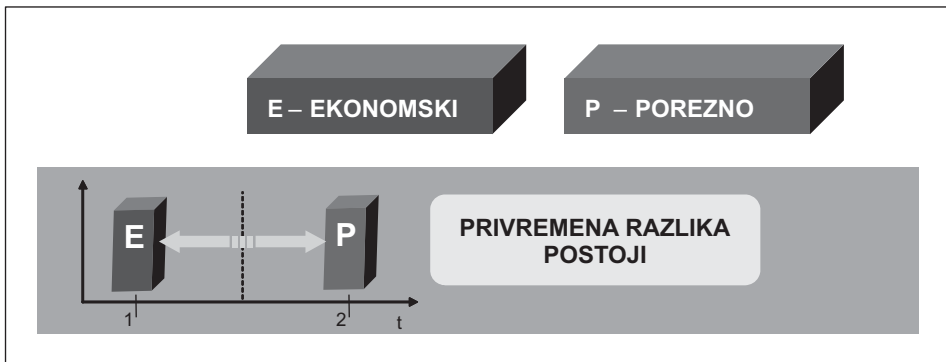 E – EKONOMSKI
P – POREZNO
E
P
PRIVREMENA RAZLIKA
POSTOJI
1
2
t